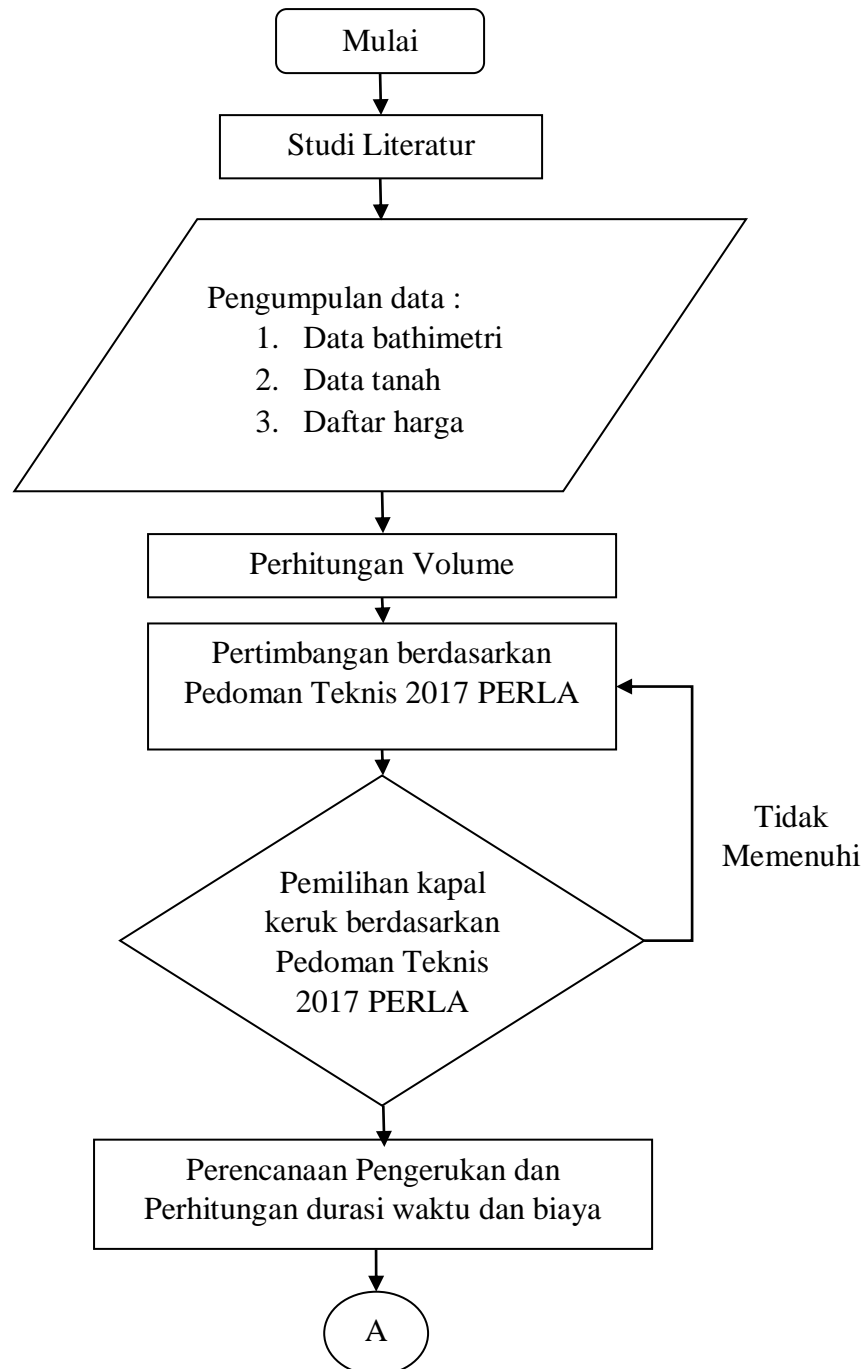 Mulai
Studi Literatur
Pengumpulan data :
1. Data bathimetri
2. Data tanah
3. Daftar harga
Perhitungan Volume
Pertimbangan berdasarkan
Pedoman Teknis 2017 PERLA
Tidak
Memenuhi
Pemilihan kapal
keruk berdasarkan
Pedoman Teknis
2017 PERLA
Perencanaan Pengerukan dan
Perhitungan durasi waktu dan biaya
A